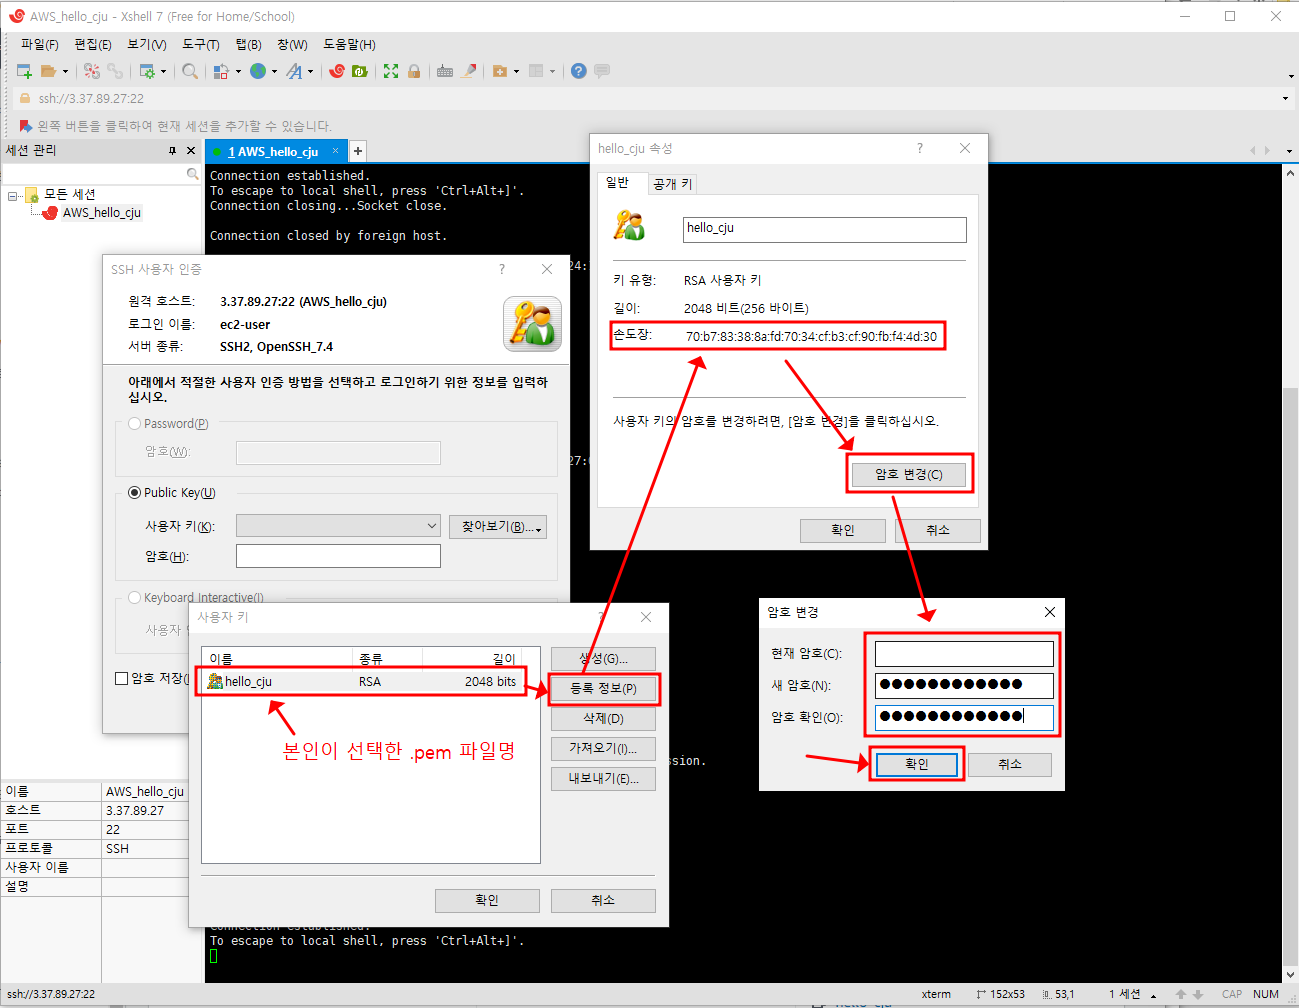 AWS_hello_cju - Xshell 7 (Free for Home/School)
파일(F) 편집(E) 보기(V) 도구(T) 탭(B) 창(W) 도움말(H)
ssh://3.37.89.27:22
왼쪽 버튼을 클릭하여 현재 세션을 추가할 수 있습니다.
세션 관리
1 AWS_hello_cju
모든 세션
AWS_hello_cju
Connection established.
To escape to local shell, press 'Ctrl+Alt+]'.
Connection closing...Socket close.
Connection closed by foreign host.
24:
27:
ssion.
SSH 사용자 인증
원격 호스트: 3.37.89.27:22 (AWS_hello_cju)
로그인 이름: ec2-user
서버 종류: SSH2, OpenSSH_7.4
아래에서 적절한 사용자 인증 방법을 선택하고 로그인하기 위한 정보를 입력하
십시오.
Password(P)
암호(W):
Public Key(U)
사용자 키(K):
찾아보기(B)...
암호(H):
Keyboard Interactive(I)
사용자
암호 저장(
hello_cju 속성
일반 공개 키
hello_cju
키 유형: RSA 사용자 키
길이: 2048 비트(256 바이트)
손도장: 70:b7:83:38:8a:fd:70:34:cf:b3:cf:90:fb:f4:4d:30
사용자 키의 암호를 변경하려면, [암호 변경]을 클릭하십시오.
암호 변경(C)
확인 취소
사용자 키
이름 종류 길이
hello_cju RSA 2048 bits
생성(G)...
등록 정보(P)
삭제(D)
가져오기(I)...
내보내기(E)...
본인이 선택한 .pem 파일명
확인 취소
암호 변경
현재 암호(C):
새 암호(N): ●●●●●●●●●●●●
암호 확인(O): ●●●●●●●●●●●●
확인 취소
이름 AWS_hello_cju
호스트 3.37.89.27
포트 22
프로토콜 SSH
사용자 이름
설명
Connection established.
To escape to local shell, press 'Ctrl+Alt+]'.
ssh://3.37.89.27:22
xterm 152x53 53,1 1 세션 CAP NUM